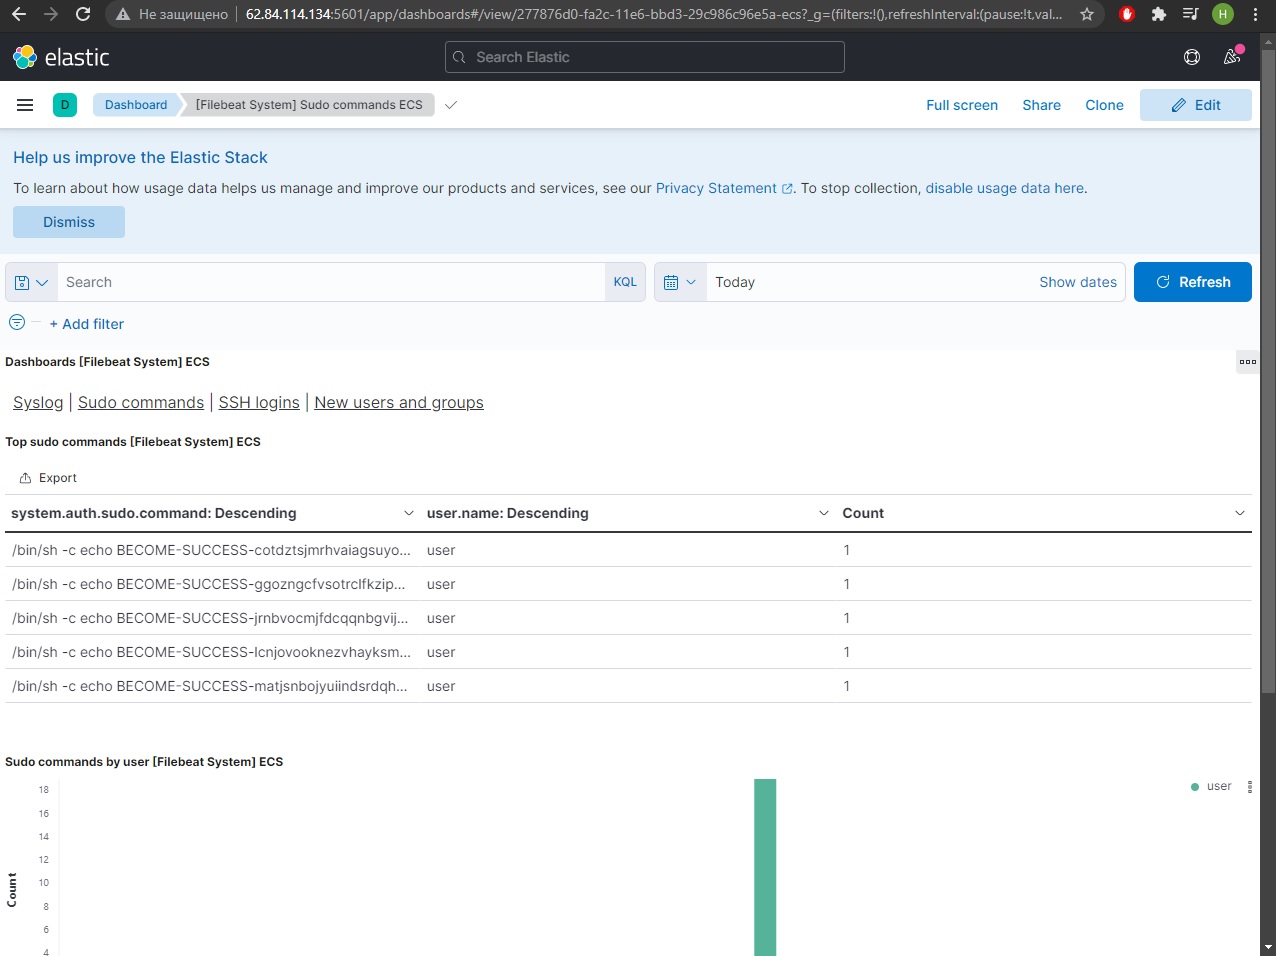 Не защищено 62.84.114.134:5601/app/dashboards#/view/277876d0-fa2c-11e6-bbd3-29c986c96e5a-ecs?_g=(filters:!(),refreshInterval:(pause:!t,val...
H
elastic Search Elastic
D Dashboard [Filebeat System] Sudo commands ECS Full screen Share Clone Edit
Help us improve the Elastic Stack
To learn about how usage data helps us manage and improve our products and services, see our Privacy Statement. To stop collection, disable usage data here.
Dismiss
Search KQL Today Show dates Refresh
+ Add filter
Dashboards [Filebeat System] ECS
Syslog | Sudo commands | SSH logins | New users and groups
Top sudo commands [Filebeat System] ECS
Export
system.auth.sudo.command: Descending user.name: Descending Count
/bin/sh -c echo BECOME-SUCCESS-cotdztsjmrhvaiagsuyo... user 1
/bin/sh -c echo BECOME-SUCCESS-ggozngcfvsotrclfkzip... user 1
/bin/sh -c echo BECOME-SUCCESS-jrnbvocmjfdcqqnbgvij... user 1
/bin/sh -c echo BECOME-SUCCESS-lcnjovooknezvhayksm... user 1
/bin/sh -c echo BECOME-SUCCESS-matjsnbojyuiindsrdqh... user 1
Sudo commands by user [Filebeat System] ECS
user
18
16
14
12
10
8
6
4
Count